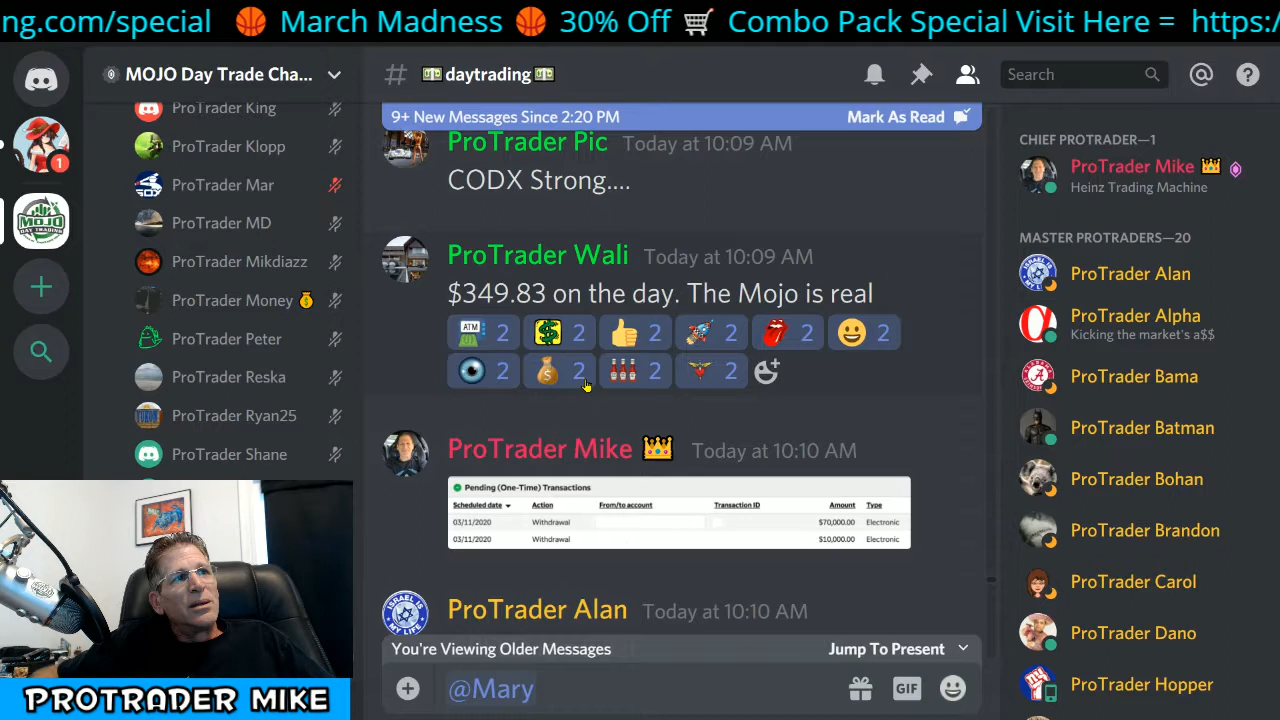 ng.com/special 🏀 March Madness 🏀 30% Off 🛒 Combo Pack Special Visit Here = https:/
MOJO Day Trade Cha...
ProTrader King
ProTrader Klopp
1
ProTrader Mar
ProTrader MD
ProTrader Mikdiazz
ProTrader Money 💰
ProTrader Peter
ProTrader Reska
ProTrader Ryan25
ProTrader Shane
MOJO
# 💵daytrading💵
Search
9+ New Messages Since 2:20 PM Mark As Read
ProTrader Pic Today at 10:09 AM
CODX Strong....
ProTrader Wali Today at 10:09 AM
$349.83 on the day. The Mojo is real
ATM 2 2 2 2 2 2
2 2 2 2
ProTrader Mike 👑 Today at 10:10 AM
Pending (One-Time) Transactions
Scheduled date Action From/to account Transaction ID Amount Type
03/11/2020 Withdrawal $70,000.00 Electronic
03/11/2020 Withdrawal $10,000.00 Electronic
ProTrader Alan Today at 10:10 AM
ISRAEL IS MY LIFE
You're Viewing Older Messages Jump To Present
@Mary
GIF
CHIEF PROTRADER—1
ProTrader Mike 👑
Heinz Trading Machine
MASTER PROTRADERS—20
ProTrader Alan
ProTrader Alpha
Kicking the market's a$$
ProTrader Bama
ProTrader Batman
ProTrader Bohan
ProTrader Brandon
ProTrader Carol
ProTrader Dano
ProTrader Hopper
PROTRADER MIKE